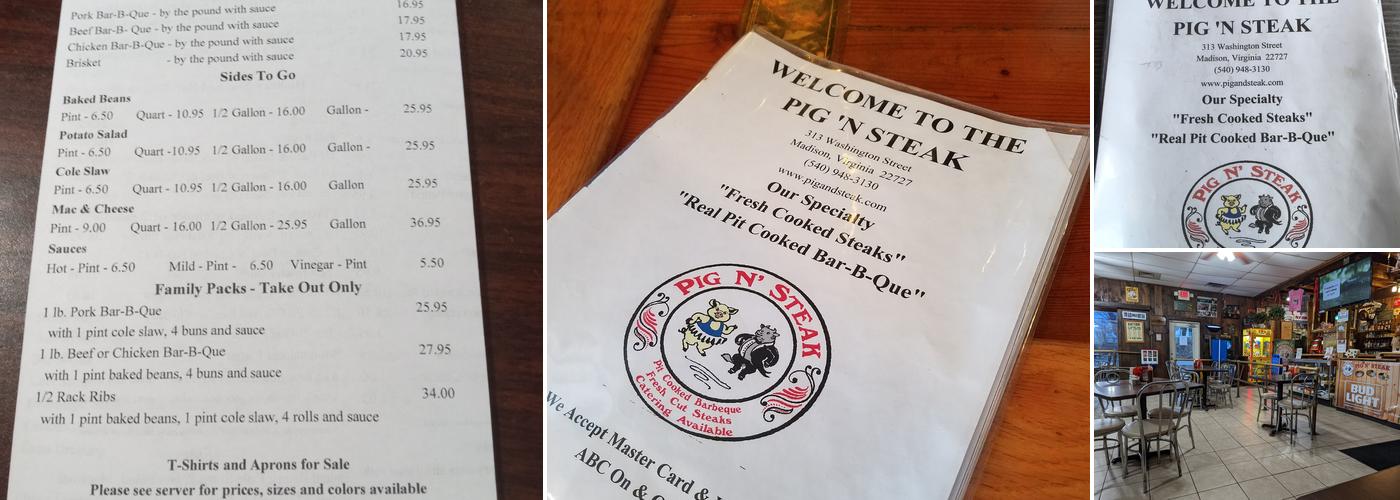 16.95
Pork Bar-B-Que - by the pound with sauce
Beef Bar-B- Que - by the pound with sauce 17.95
Chicken Bar-B-Que - by the pound with sauce 17.95
Brisket - by the pound with sauce 20.95
Sides To Go
Baked Beans
Pint - 6.50 Quart - 10.95 1/2 Gallon - 16.00 Gallon - 25.95
Potato Salad
Pint - 6.50 Quart -10.95 1/2 Gallon - 16.00 Gallon - 25.95
Cole Slaw
Pint - 6.50 Quart - 10.95 1/2 Gallon - 16.00 Gallon 25.95
Mac & Cheese
Pint - 9.00 Quart - 16.00 1/2 Gallon - 25.95 Gallon 36.95
Sauces
Hot - Pint - 6.50 Mild - Pint - 6.50 Vinegar - Pint 5.50
Family Packs - Take Out Only
1 lb. Pork Bar-B-Que 25.95
with 1 pint cole slaw, 4 buns and sauce
1 lb. Beef or Chicken Bar-B-Que 27.95
with 1 pint baked beans, 4 buns and sauce
1/2 Rack Ribs 34.00
with 1 pint baked beans, 1 pint cole slaw, 4 rolls and sauce
T-Shirts and Aprons for Sale
Please see server for prices, sizes and colors available
WELCOME TO THE
PIG 'N STEAK
313 Washington Street
Madison, Virginia 22727
(540) 948-3130
www.pigandsteak.com
Our Specialty
"Fresh Cooked Steaks"
"Real Pit Cooked Bar-B-Que"
PIG N' STEAK
Pit Cooked Barbeque
Fresh Cut Steaks
Catering Available
We Accept Master Card &
ABC On &
WELCOME TO THE
PIG 'N STEAK
313 Washington Street
Madison, Virginia 22727
(540) 948-3130
www.pigandsteak.com
Our Specialty
"Fresh Cooked Steaks"
"Real Pit Cooked Bar-B-Que"
PIG N' STEAK
EXIT
PIG N' STEAK
BUD
LIGHT